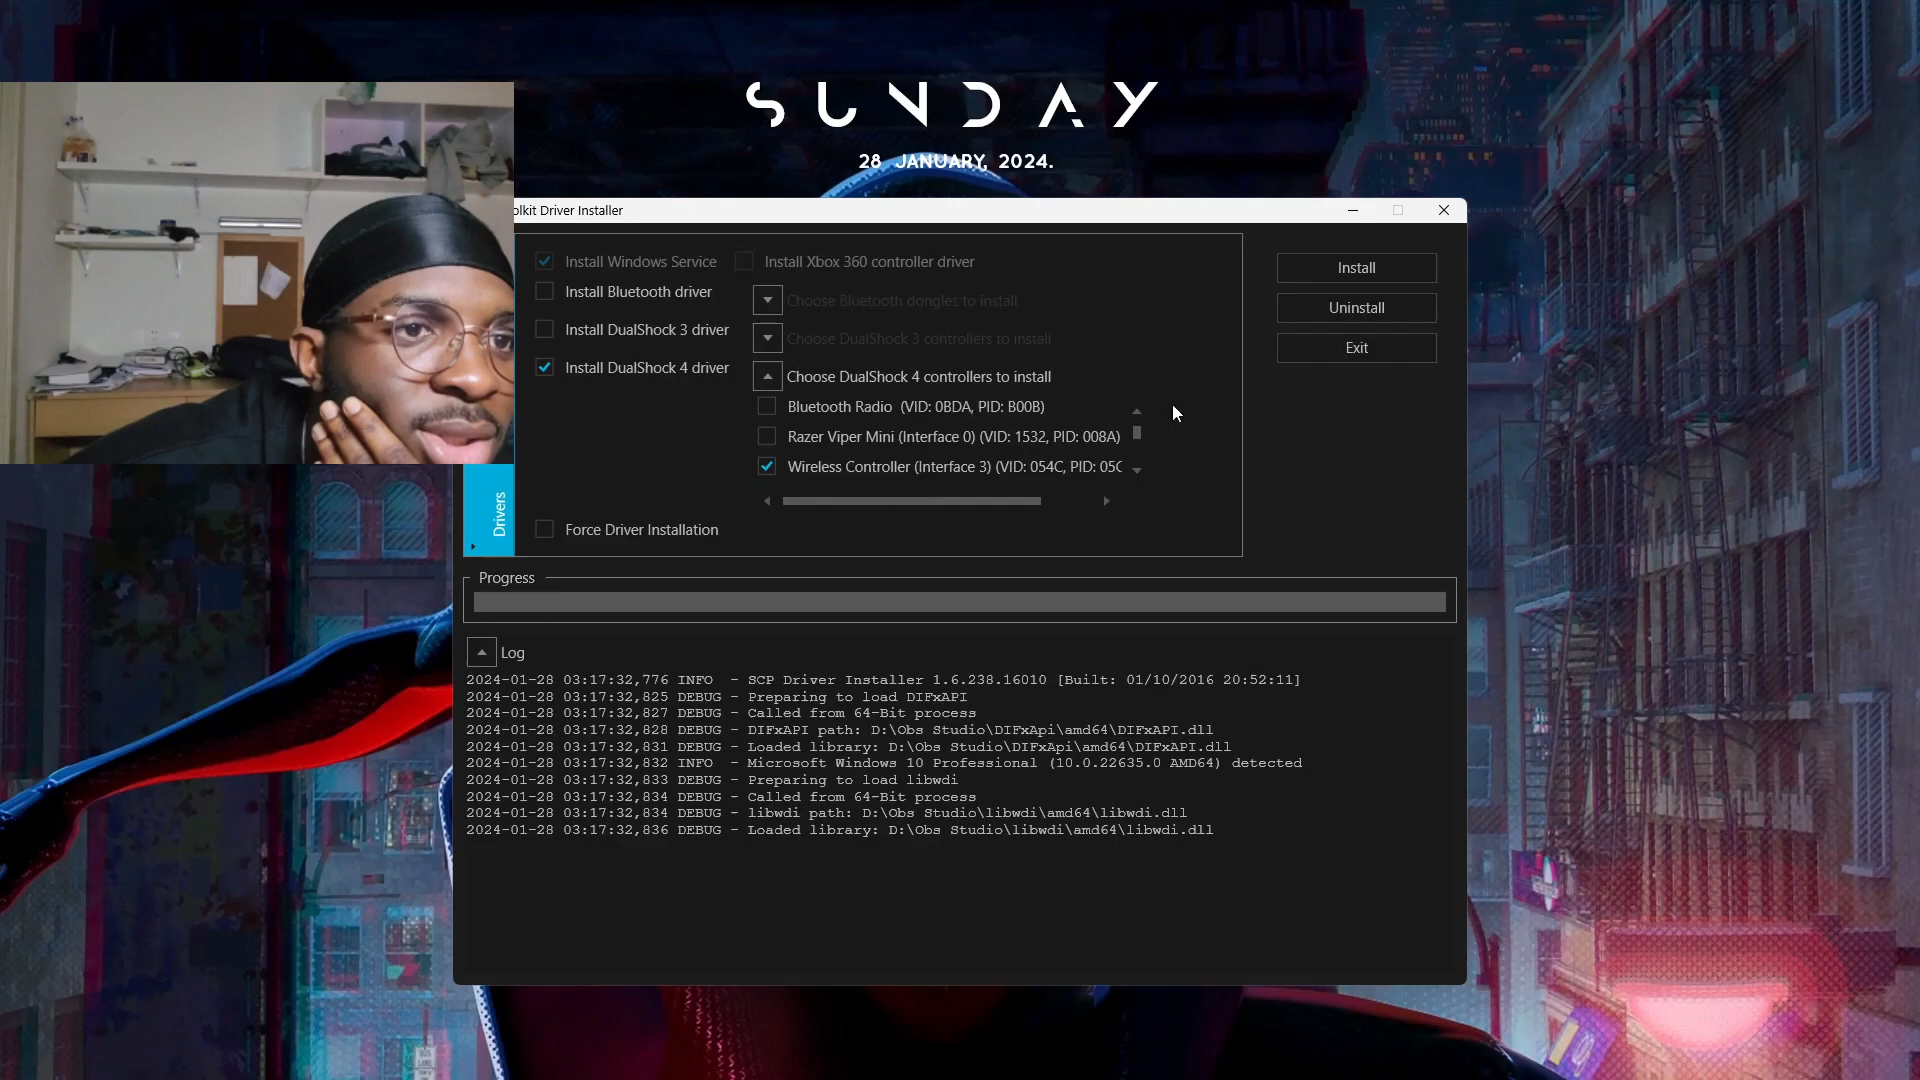 SUNDAY
28 JANUARY, 2024.
olkit Driver Installer
Install Windows Service
Install Xbox 360 controller driver
Install
Install Bluetooth driver
Choose Bluetooth dongles to install
Uninstall
Install DualShock 3 driver
Choose DualShock 3 controllers to install
Exit
Install DualShock 4 driver
Choose DualShock 4 controllers to install
Bluetooth Radio (VID: 0BDA, PID: B00B)
Razer Viper Mini (Interface 0) (VID: 1532, PID: 008A)
Wireless Controller (Interface 3) (VID: 054C, PID: 05C
Drivers
Force Driver Installation
Progress
Log
2024-01-28 03:17:32,776 INFO - SCP Driver Installer 1.6.238.16010 [Built: 01/10/2016 20:52:11]
2024-01-28 03:17:32,825 DEBUG - Preparing to load DIFxAPI
2024-01-28 03:17:32,827 DEBUG - Called from 64-Bit process
2024-01-28 03:17:32,828 DEBUG - DIFxAPI path: D:\Obs Studio\DIFxApi\amd64\DIFxAPI.dll
2024-01-28 03:17:32,831 DEBUG - Loaded library: D:\Obs Studio\DIFxApi\amd64\DIFxAPI.dll
2024-01-28 03:17:32,832 INFO - Microsoft Windows 10 Professional (10.0.22635.0 AMD64) detected
2024-01-28 03:17:32,833 DEBUG - Preparing to load libwdi
2024-01-28 03:17:32,834 DEBUG - Called from 64-Bit process
2024-01-28 03:17:32,834 DEBUG - libwdi path: D:\Obs Studio\libwdi\amd64\libwdi.dll
2024-01-28 03:17:32,836 DEBUG - Loaded library: D:\Obs Studio\libwdi\amd64\libwdi.dll